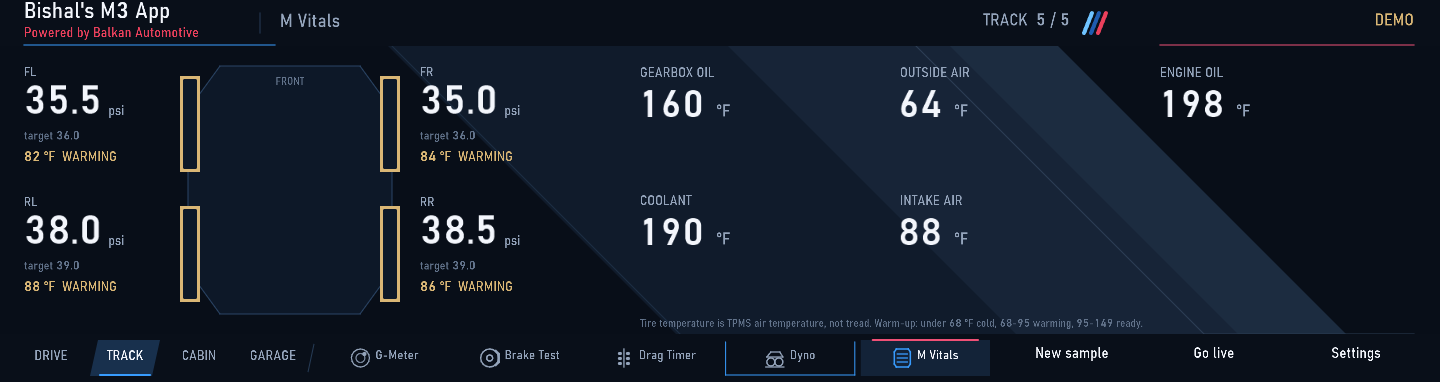 Bishal's M3 App
Powered by Balkan Automotive
M Vitals
TRACK 5 / 5
DEMO
FL
35.5 psi
target 36.0
82 °F WARMING
FRONT
FR
35.0 psi
target 36.0
84 °F WARMING
GEARBOX OIL
160 °F
OUTSIDE AIR
64 °F
ENGINE OIL
198 °F
RL
38.0 psi
target 39.0
88 °F WARMING
RR
38.5 psi
target 39.0
86 °F WARMING
COOLANT
190 °F
INTAKE AIR
88 °F
Tire temperature is TPMS air temperature, not tread. Warm-up: under 68 °F cold, 68-95 warming, 95-149 ready.
DRIVE TRACK CABIN GARAGE G-Meter Brake Test Drag Timer Dyno M Vitals New sample Go live Settings